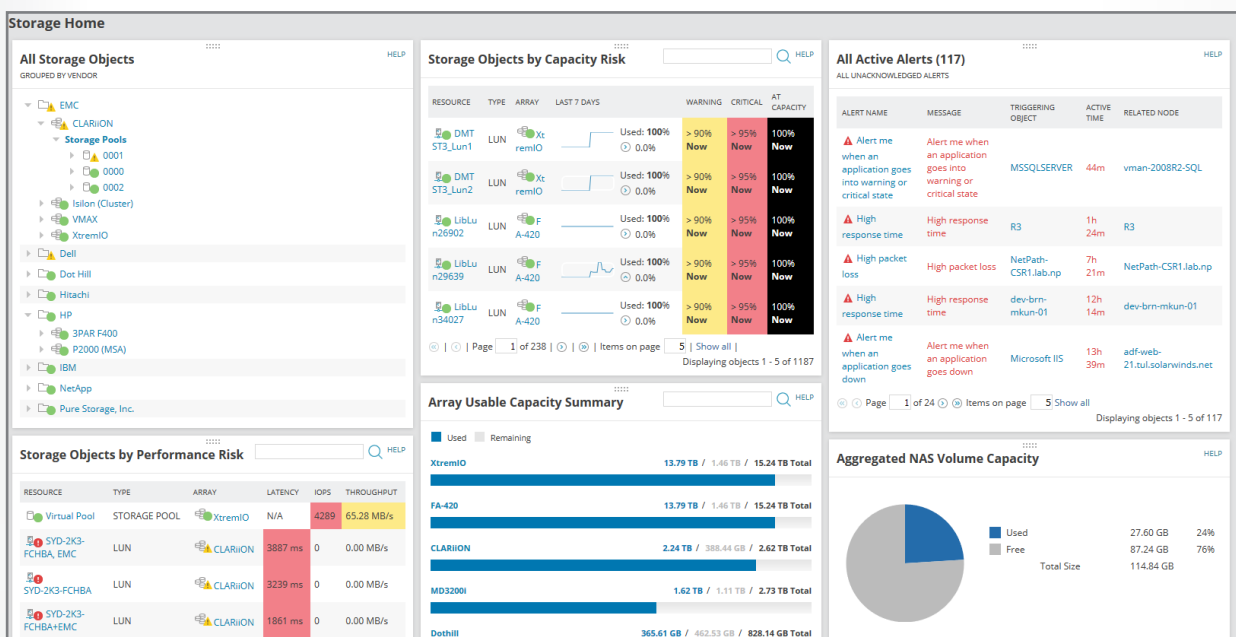 Storage Home
All Storage Objects
HELP
GROUPED BY VENDOR
EMC
CLARiiON
Storage Pools
0001
0000
0002
Isilon (Cluster)
VMAX
XtremIO
Dell
Dot Hill
Hitachi
HP
3PAR F400
P2000 (MSA)
IBM
NetApp
Pure Storage, Inc.
Storage Objects by Performance Risk
HELP
RESOURCE TYPE ARRAY LATENCY IOPS THROUGHPUT
Virtual Pool STORAGE POOL XtremIO N/A 4289 65.28 MB/s
SYD-2K3-
FCHBA, EMC LUN CLARiiON 3887 ms 0 0.00 MB/s
SYD-2K3-FCHBA LUN CLARiiON 3239 ms 0 0.00 MB/s
SYD-2K3-
FCHBA+EMC LUN CLARiiON 1861 ms 0 0.00 MB/s
Storage Objects by Capacity Risk
HELP
RESOURCE TYPE ARRAY LAST 7 DAYS WARNING CRITICAL AT
CAPACITY
DMT LUN Xt Used: 100% > 90% > 95% 100%
ST3_Lun1 remIO 0.0% Now Now Now
DMT LUN Xt Used: 100% > 90% > 95% 100%
ST3_Lun2 remIO 0.0% Now Now Now
LibLu LUN F Used: 100% > 90% > 95% 100%
n26902 A-420 0.0% Now Now Now
LibLu LUN F Used: 100% > 90% > 95% 100%
n29639 A-420 0.0% Now Now Now
LibLu LUN F Used: 100% > 90% > 95% 100%
n34027 A-420 0.0% Now Now Now
| | Page 1 of 238 | | | Items on page 5 | Show all |
Displaying objects 1 - 5 of 1187
Array Usable Capacity Summary
HELP
Used Remaining
XtremIO 13.79 TB / 1.46 TB / 15.24 TB Total
FA-420 13.79 TB / 1.46 TB / 15.24 TB Total
CLARiiON 2.24 TB / 388.44 GB / 2.62 TB Total
MD3200i 1.62 TB / 1.11 TB / 2.73 TB Total
Dothill 365.61 GB / 462.53 GB / 828.14 GB Total
All Active Alerts (117)
HELP
ALL UNACKNOWLEDGED ALERTS
ALERT NAME MESSAGE TRIGGERING
OBJECT ACTIVE
TIME RELATED NODE
Alert me
when an
application goes
into warning or
critical state
Alert me when
an application
goes into
warning or
critical state
MSSQLSERVER 44m vman-2008R2-SQL
High
response time
High response
time
R3
1h
24m
R3
High packet
loss
High packet loss
NetPath-
CSR1.lab.np
7h
21m
NetPath-CSR1.lab.np
High
response time
High response
time
dev-brn-
mkun-01
12h
14m
dev-brn-mkun-01
Alert me
when an
application goes
down
Alert me when
an application
goes down
Microsoft IIS
13h
39m
adf-web-
21.tul.solarwinds.net
Page 1 of 24 Items on page 5 Show all
Displaying objects 1 - 5 of 117
Aggregated NAS Volume Capacity
HELP
Used 27.60 GB 24%
Free 87.24 GB 76%
Total Size 114.84 GB